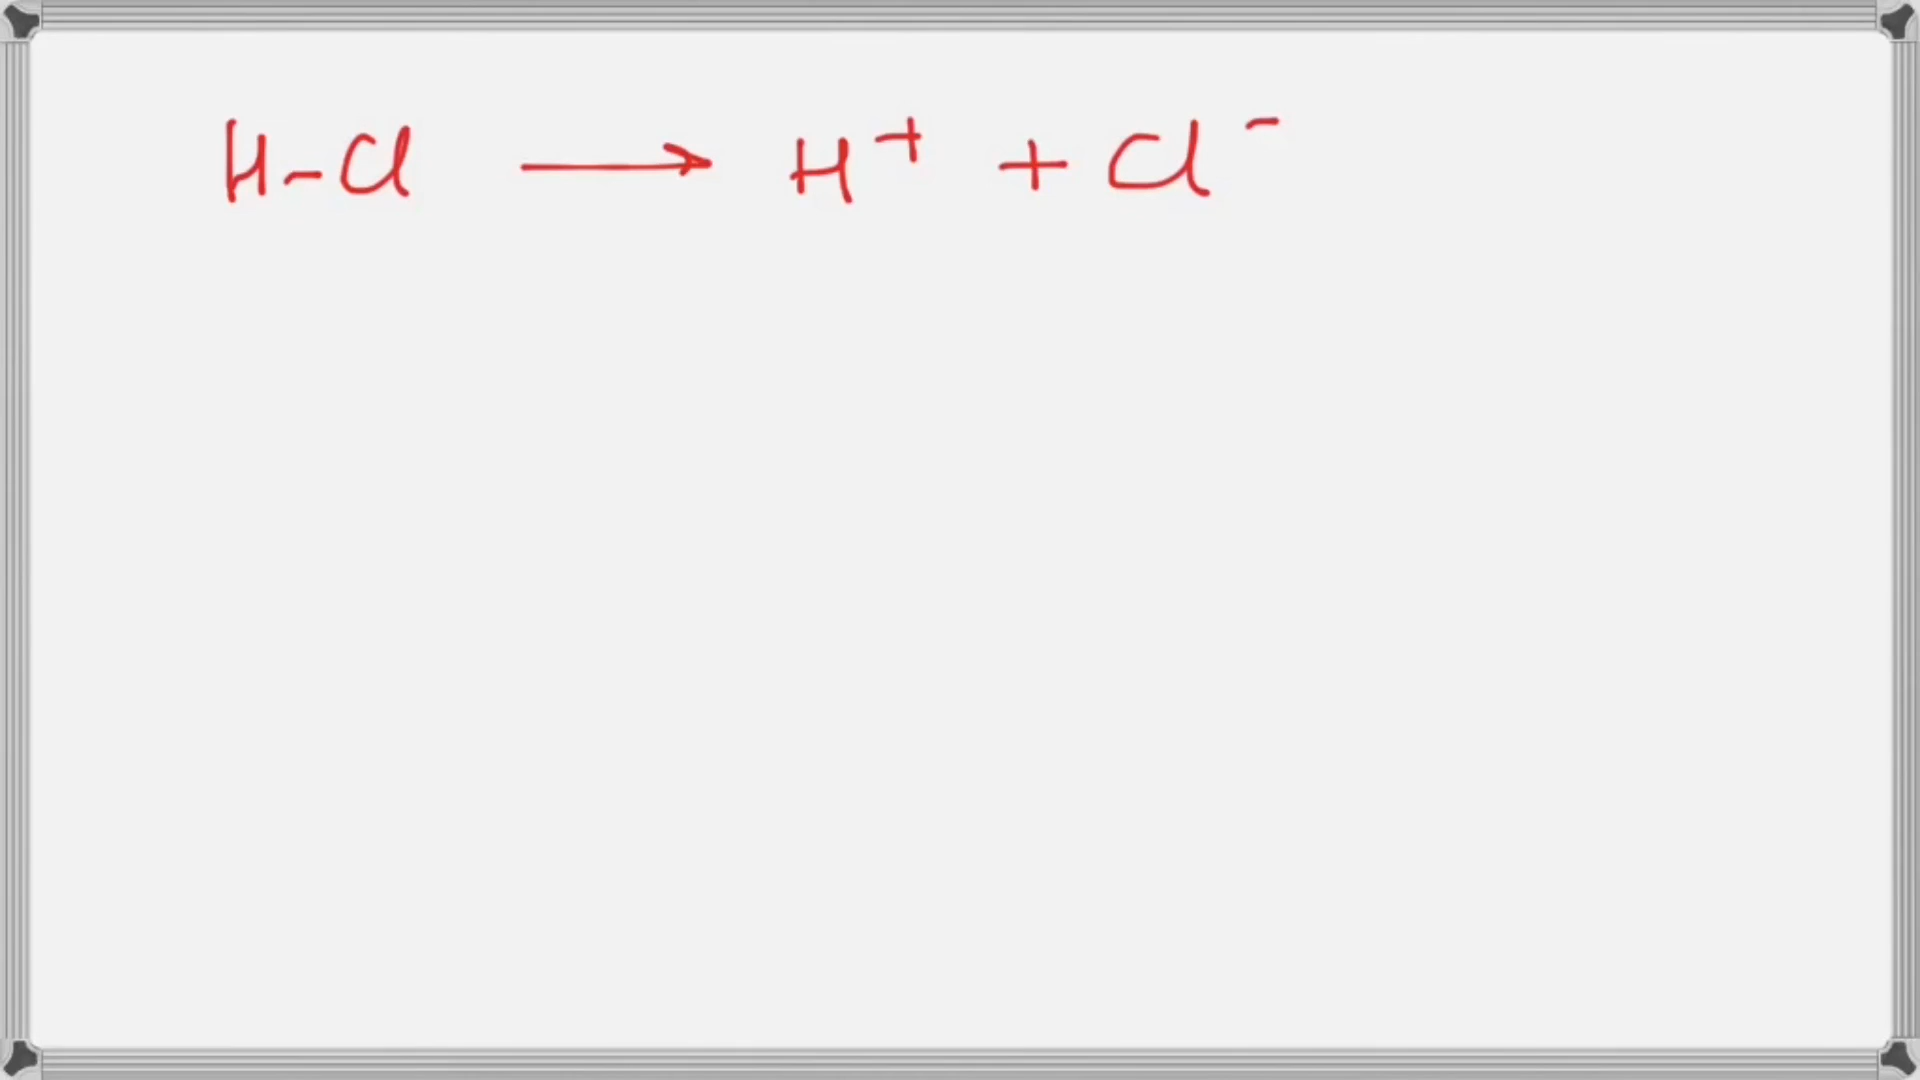 H-Cl ⟶ H⁺ + Cl⁻